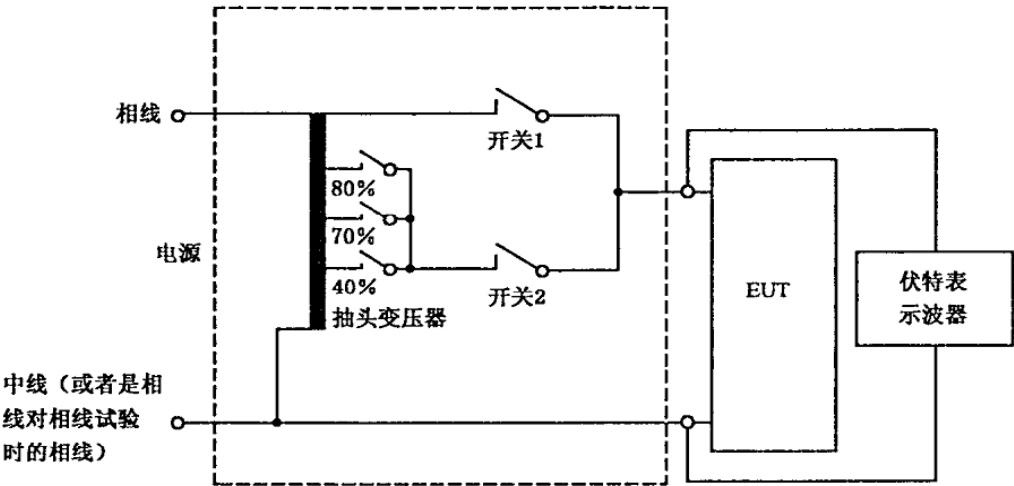 相线
开关1
80%
70%
电源
40%
开关2
抽头变压器
EUT
伏特表
示波器
中线（或者是相
线对相线试验
时的相线）